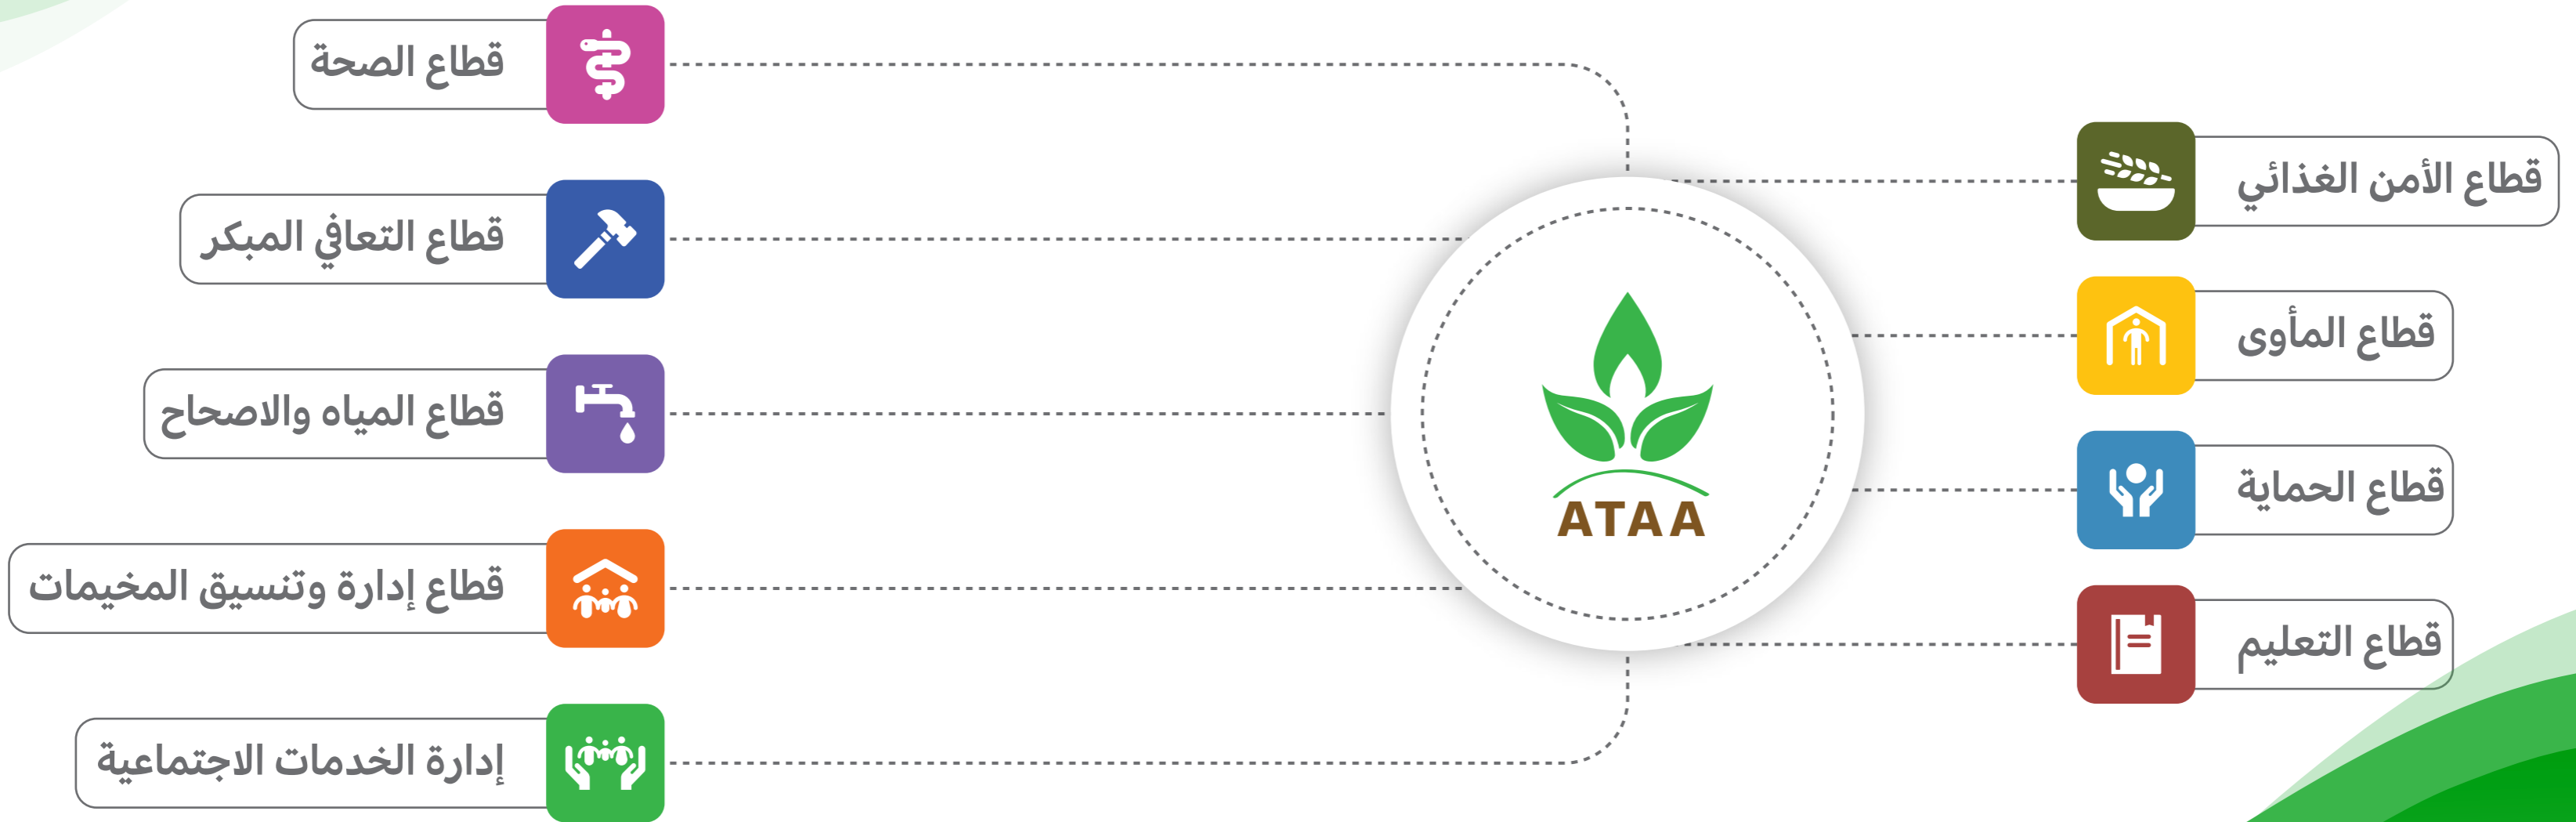 قطاع الأمن الغذائي
قطاع المأوى
قطاع الحماية
قطاع التعليم
ATAA
قطاع الصحة
قطاع التعافي المبكر
قطاع المياه والاصحاح
قطاع إدارة وتنسيق المخيمات
إدارة الخدمات الاجتماعية